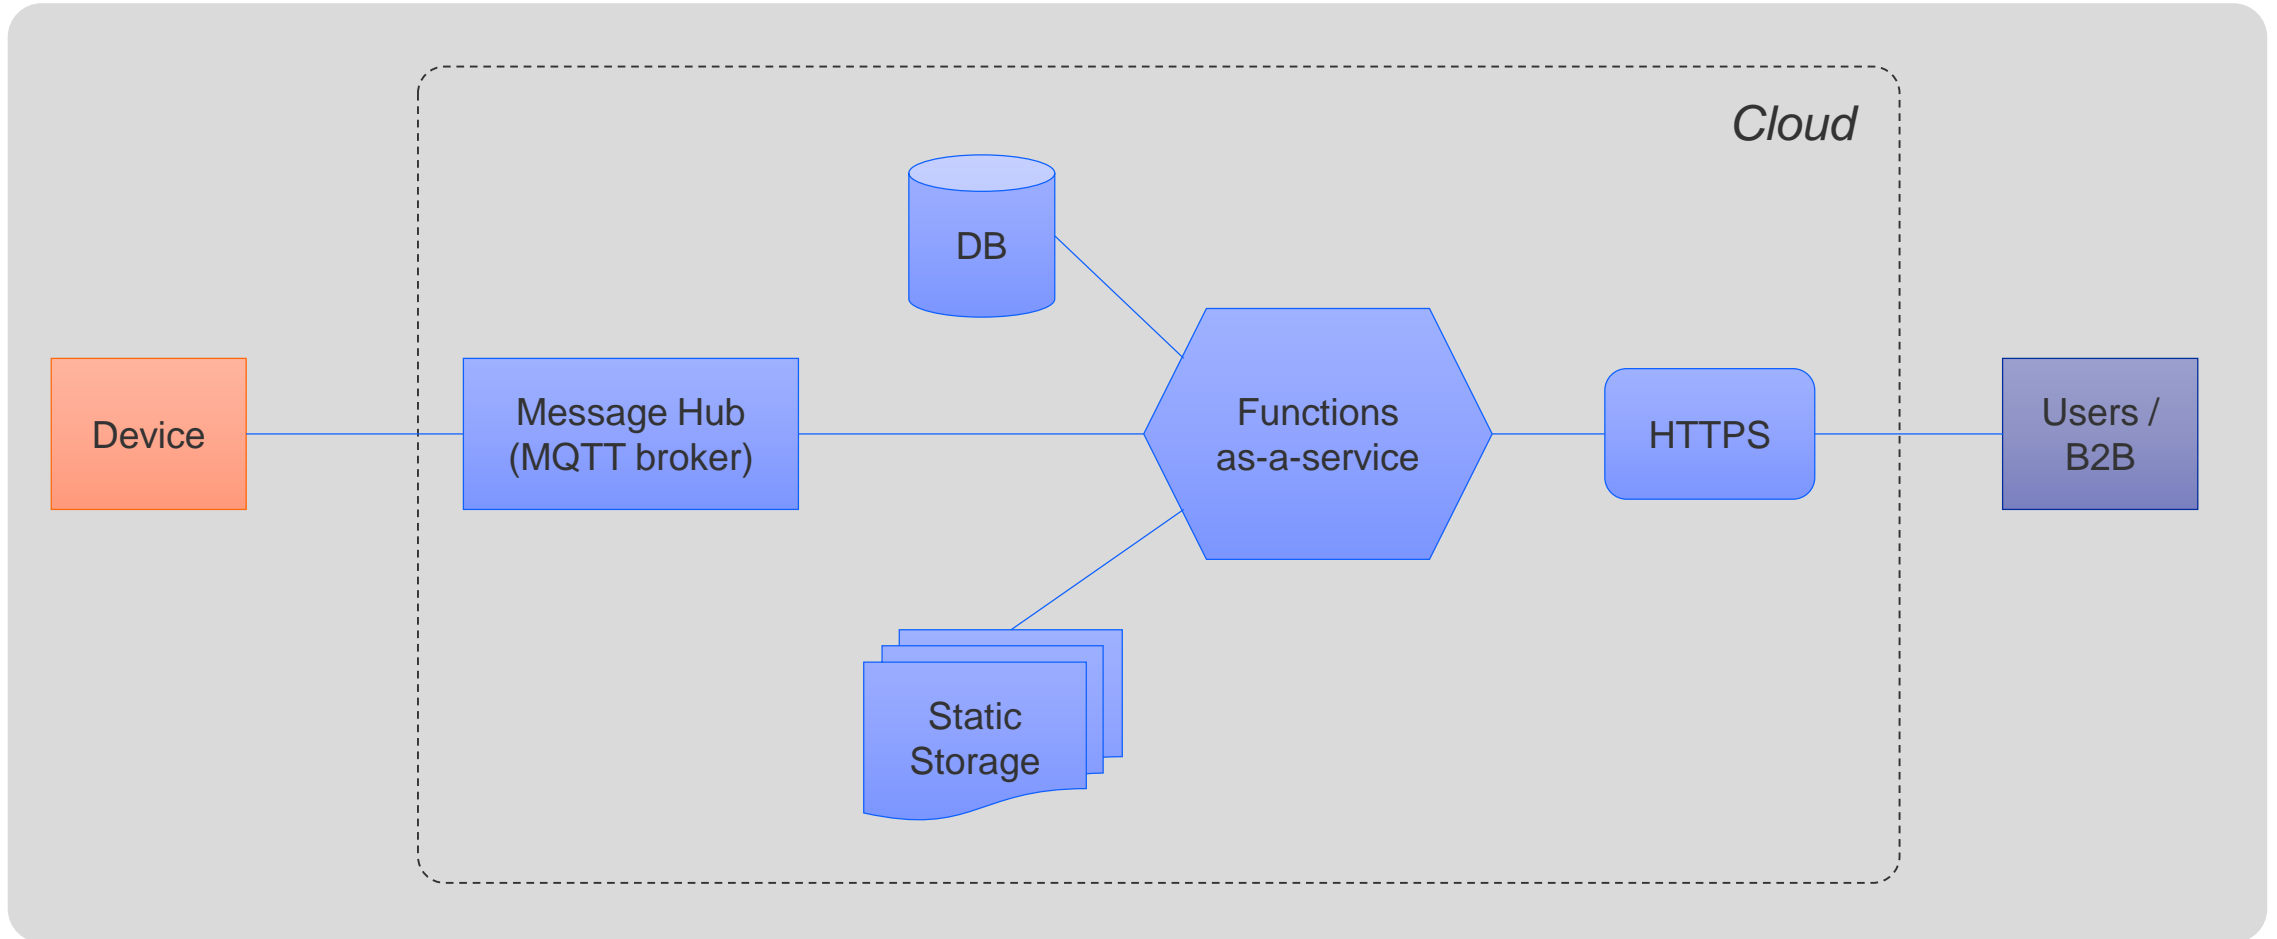 Cloud
DB
Device
Message Hub
(MQTT broker)
Functions
as-a-service
HTTPS
Users /
B2B
Static
Storage